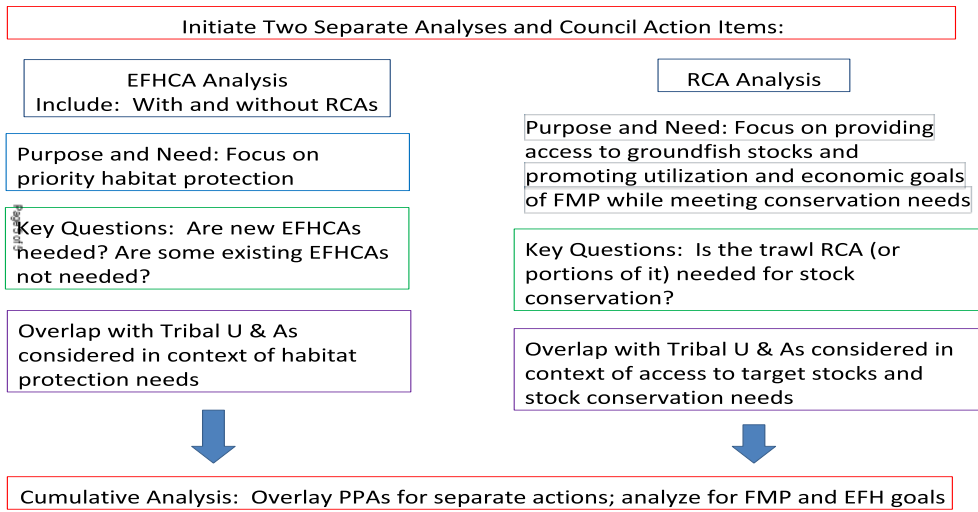 Initiate Two Separate Analyses and Council Action Items:
EFHCA Analysis
Include:  With and without RCAs
Purpose and Need: Focus on
priority habitat protection
Key Questions:  Are new EFHCAs
needed? Are some existing EFHCAs
not needed?
Overlap with Tribal U & As
considered in context of habitat
protection needs
RCA Analysis
Purpose and Need: Focus on providing
access to groundfish stocks and
promoting utilization and economic goals
of FMP while meeting conservation needs
Key Questions:  Is the trawl RCA (or
portions of it) needed for stock
conservation?
Overlap with Tribal U & As considered in
context of access to target stocks and
stock conservation needs
Cumulative Analysis:  Overlay PPAs for separate actions; analyze for FMP and EFH goals